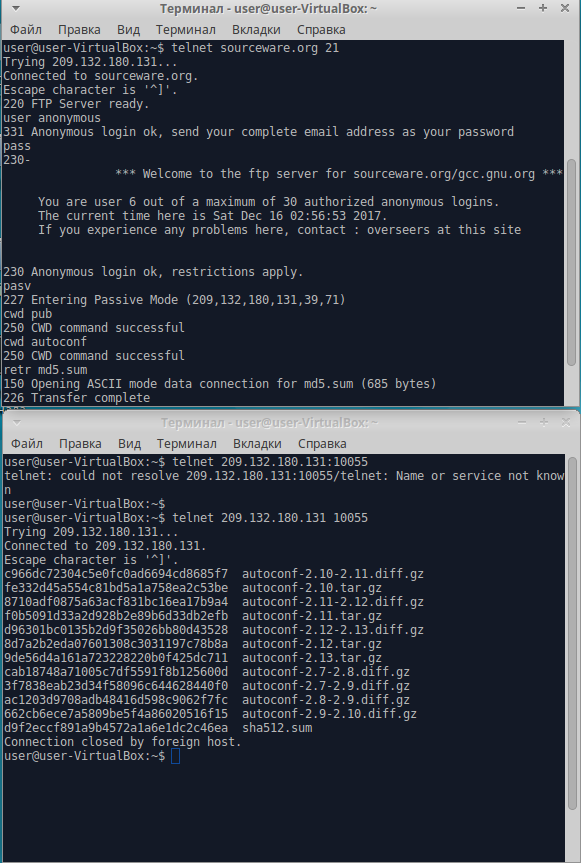 Терминал - user@user-VirtualBox: ~
Файл Правка Вид Терминал Вкладки Справка
user@user-VirtualBox:~$ telnet sourceware.org 21
Trying 209.132.180.131...
Connected to sourceware.org.
Escape character is '^]'.
220 FTP Server ready.
user anonymous
331 Anonymous login ok, send your complete email address as your password
pass
230-
*** Welcome to the ftp server for sourceware.org/gcc.gnu.org ***
You are user 6 out of a maximum of 30 authorized anonymous logins.
The current time here is Sat Dec 16 02:56:53 2017.
If you experience any problems here, contact : overseers at this site
230 Anonymous login ok, restrictions apply.
pasv
227 Entering Passive Mode (209,132,180,131,39,71)
cwd pub
250 CWD command successful
cwd autoconf
250 CWD command successful
retr md5.sum
150 Opening ASCII mode data connection for md5.sum (685 bytes)
226 Transfer complete
Терминал - user@user-VirtualBox: ~
Файл Правка Вид Терминал Вкладки Справка
user@user-VirtualBox:~$ telnet 209.132.180.131:10055
telnet: could not resolve 209.132.180.131:10055/telnet: Name or service not know
n
user@user-VirtualBox:~$
user@user-VirtualBox:~$ telnet 209.132.180.131 10055
Trying 209.132.180.131...
Connected to 209.132.180.131.
Escape character is '^]'.
c966dc72304c5e0fc0ad6694cd8685f7 autoconf-2.10-2.11.diff.gz
fe332d45a554c81bd5a1a758ea2c53be autoconf-2.10.tar.gz
8710adf0875a63acf831bc16ea17b9a4 autoconf-2.11-2.12.diff.gz
f0b5091d33a2d928b2e89b6d33db2efb autoconf-2.11.tar.gz
d96301bc0135b2d9f35026bb80d43528 autoconf-2.12-2.13.diff.gz
8d7a2b2eda07601308c3031197c78b8a autoconf-2.12.tar.gz
9de56d4a161a723228220b0f425dc711 autoconf-2.13.tar.gz
cab18748a71005c7df5591f8b125600d autoconf-2.7-2.8.diff.gz
3f7838eab23d34f58096c644628440f0 autoconf-2.7-2.9.diff.gz
ac1203d9708adb48416d598c9062f7fc autoconf-2.8-2.9.diff.gz
662cb6ece7a5809be5f4a86020516f15 autoconf-2.9-2.10.diff.gz
d9f2eccf891a9b4572a1a6e1dc2c46ea sha512.sum
Connection closed by foreign host.
user@user-VirtualBox:~$